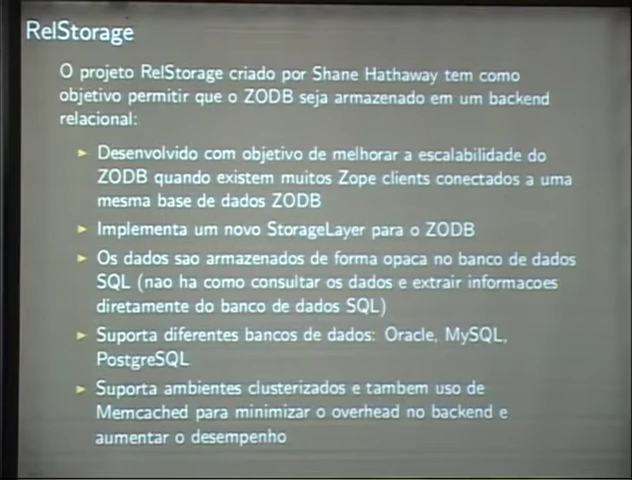 RelStorage
O projeto RelStorage criado por Shane Hathaway tem como
objetivo permitir que o ZODB seja armazenado em um backend
relacional:
► Desenvolvido com objetivo de melhorar a escalabilidade do
ZODB quando existem muitos Zope clients conectados a uma
mesma base de dados ZODB
► Implementa um novo StorageLayer para o ZODB
► Os dados sao armazenados de forma opaca no banco de dados
SQL (nao ha como consultar os dados e extrair informacoes
diretamente do banco de dados SQL)
► Suporta diferentes bancos de dados: Oracle, MySQL,
PostgreSQL
► Suporta ambientes clusterizados e tambem uso de
Memcached para minimizar o overhead no backend e
aumentar o desempenho